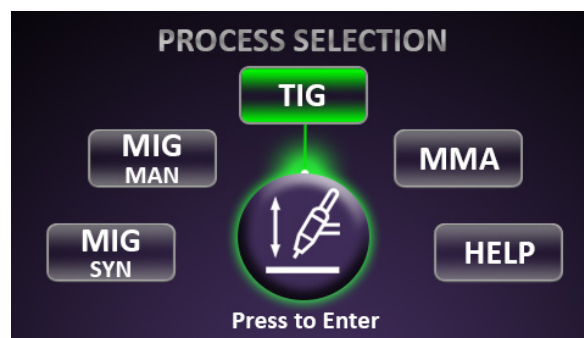 PROCESS SELECTION
TIG
MIG
MAN
MMA
MIG
SYN
HELP
Press to Enter